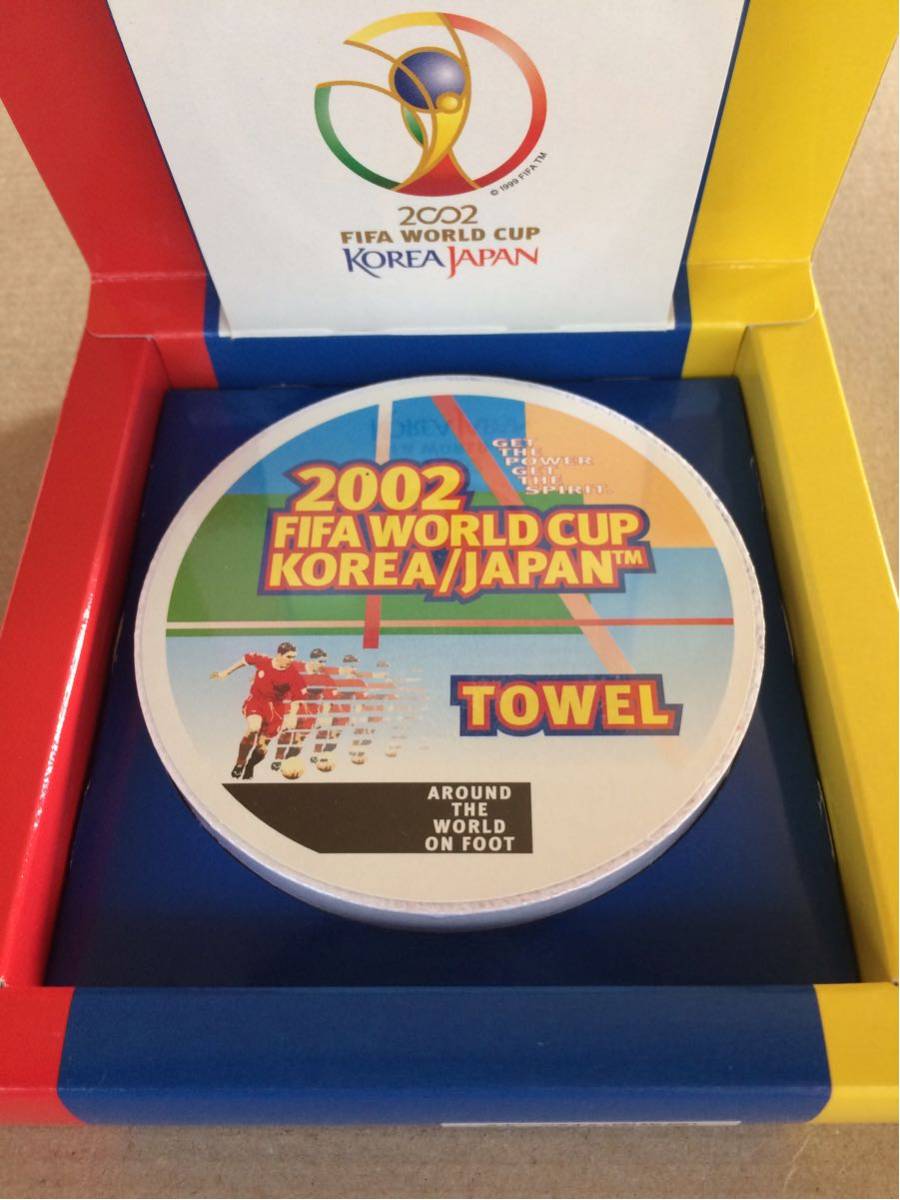 © 1999 FIFA TM
2002
FIFA WORLD CUP
KOREA JAPAN
GET
THE
POWER
GET
THE
SPIRIT.
2002
FIFA WORLD CUP
KOREA/JAPAN™
TOWEL
AROUND
THE
WORLD
ON FOOT